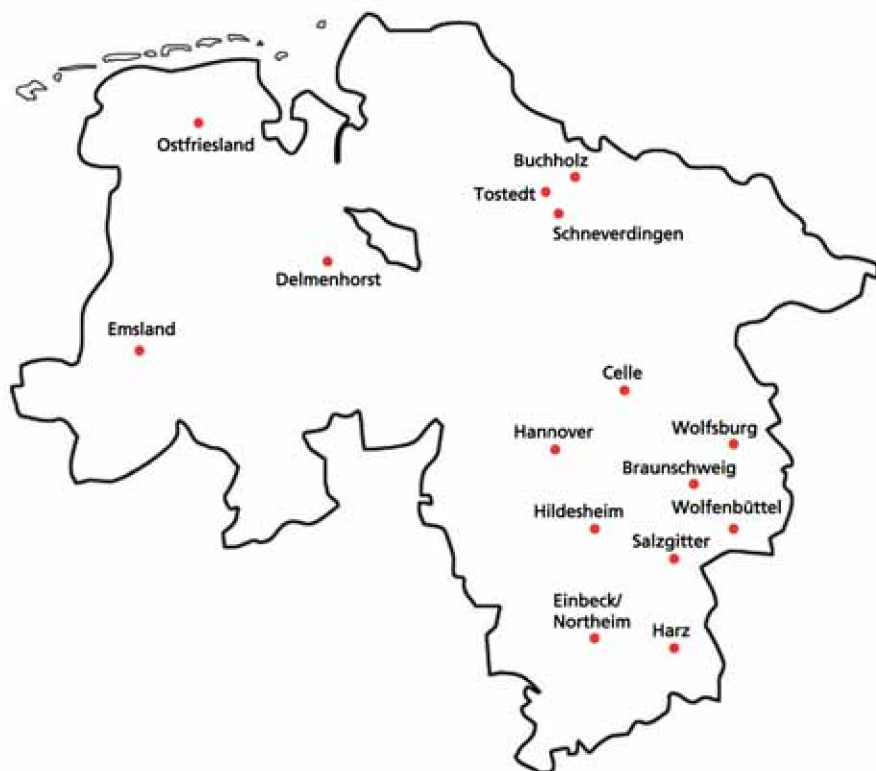 Ostfriesland
Buchholz
Tostedt
Schneverdingen
Delmenhorst
Emsland
Celle
Hannover
Wolfsburg
Braunschweig
Hildesheim
Wolfenbüttel
Salzgitter
Einbeck/
Northeim
Harz